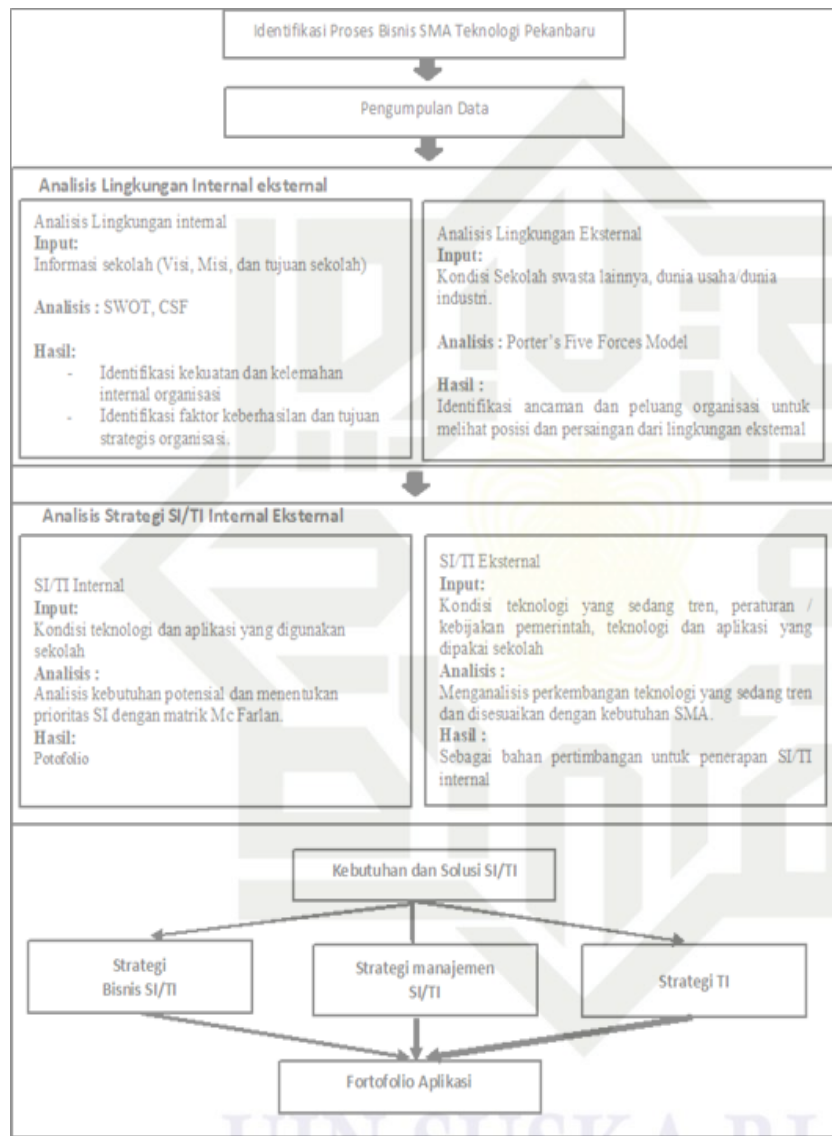 Identifikasi Proses Bisnis SMA Teknologi Pekanbaru
Pengumpulan Data
Analisis Lingkungan Internal eksternal
Analisis Lingkungan internal
Input:
Informasi sekolah (Visi, Misi, dan tujuan sekolah)
Analisis : SWOT, CSF
Hasil:
- Identifikasi kekuatan dan kelemahan
internal organisasi
- Identifikasi faktor keberhasilan dan tujuan
strategis organisasi.
Analisis Lingkungan Eksternal
Input:
Kondisi Sekolah swasta lainnya, dunia usaha/dunia
industri.
Analisis : Porter's Five Forces Model
Hasil :
Identifikasi ancaman dan peluang organisasi untuk
melihat posisi dan persaingan dari lingkungan eksternal
Analisis Strategi SI/TI Internal Eksternal
SI/TI Internal
Input:
Kondisi teknologi dan aplikasi yang digunakan
sekolah
Analisis :
Analisis kebutuhan potensial dan menentukan
prioritas SI dengan matrik Mc Farlan.
Hasil:
Potofolio
SI/TI Eksternal
Input:
Kondisi teknologi yang sedang tren, peraturan /
kebijakan pemerintah, teknologi dan aplikasi yang
dipakai sekolah
Analisis :
Menganalisis perkembangan teknologi yang sedang tren
dan disesuaikan dengan kebutuhan SMA.
Hasil :
Sebagai bahan pertimbangan untuk penerapan SI/TI
internal
Kebutuhan dan Solusi SI/TI
Strategi
Bisnis SI/TI
Strategi manajemen
SI/TI
Strategi TI
Fortofolio Aplikasi
UIN SUSKA